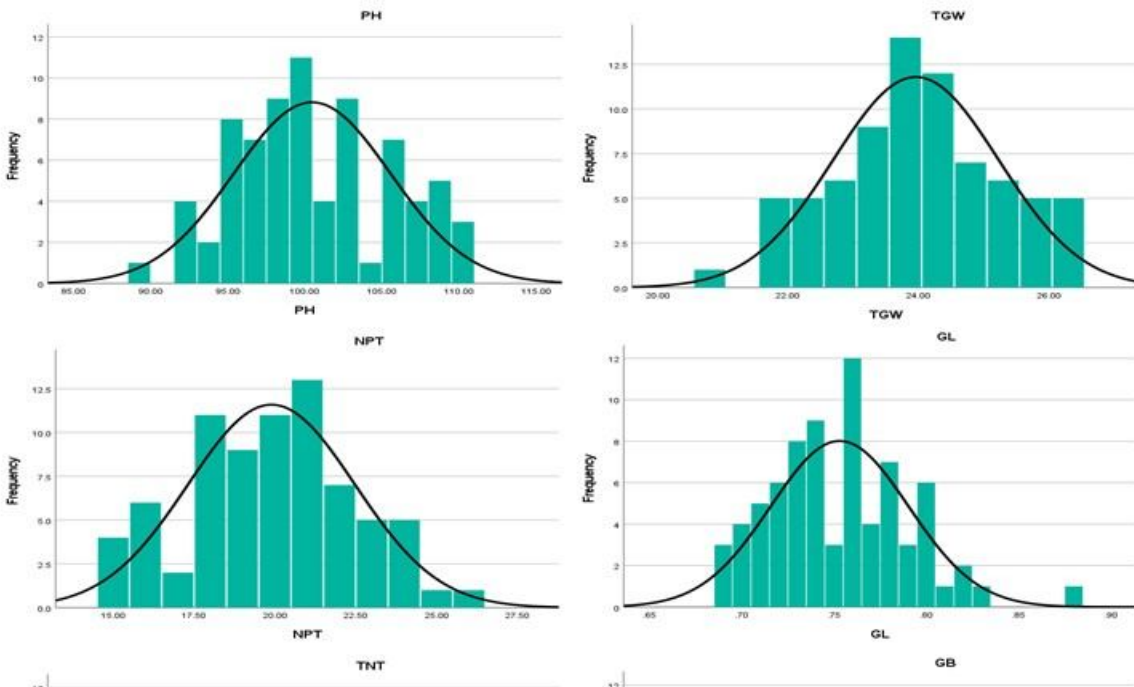 PH
Frequency
12
10
8
6
4
2
0
85.00 90.00 95.00 100.00 105.00 110.00 115.00
PH
TGW
Frequency
12.5
10.0
7.5
5.0
2.5
0.0
20.00 22.00 24.00 26.00
TGW
NPT
Frequency
12.5
10.0
7.5
5.0
2.5
0.0
15.00 17.50 20.00 22.50 25.00 27.50
NPT
GL
Frequency
12
10
8
6
4
2
0
.65 .70 .75 .80 .85 .90
GL
TNT
GB
12